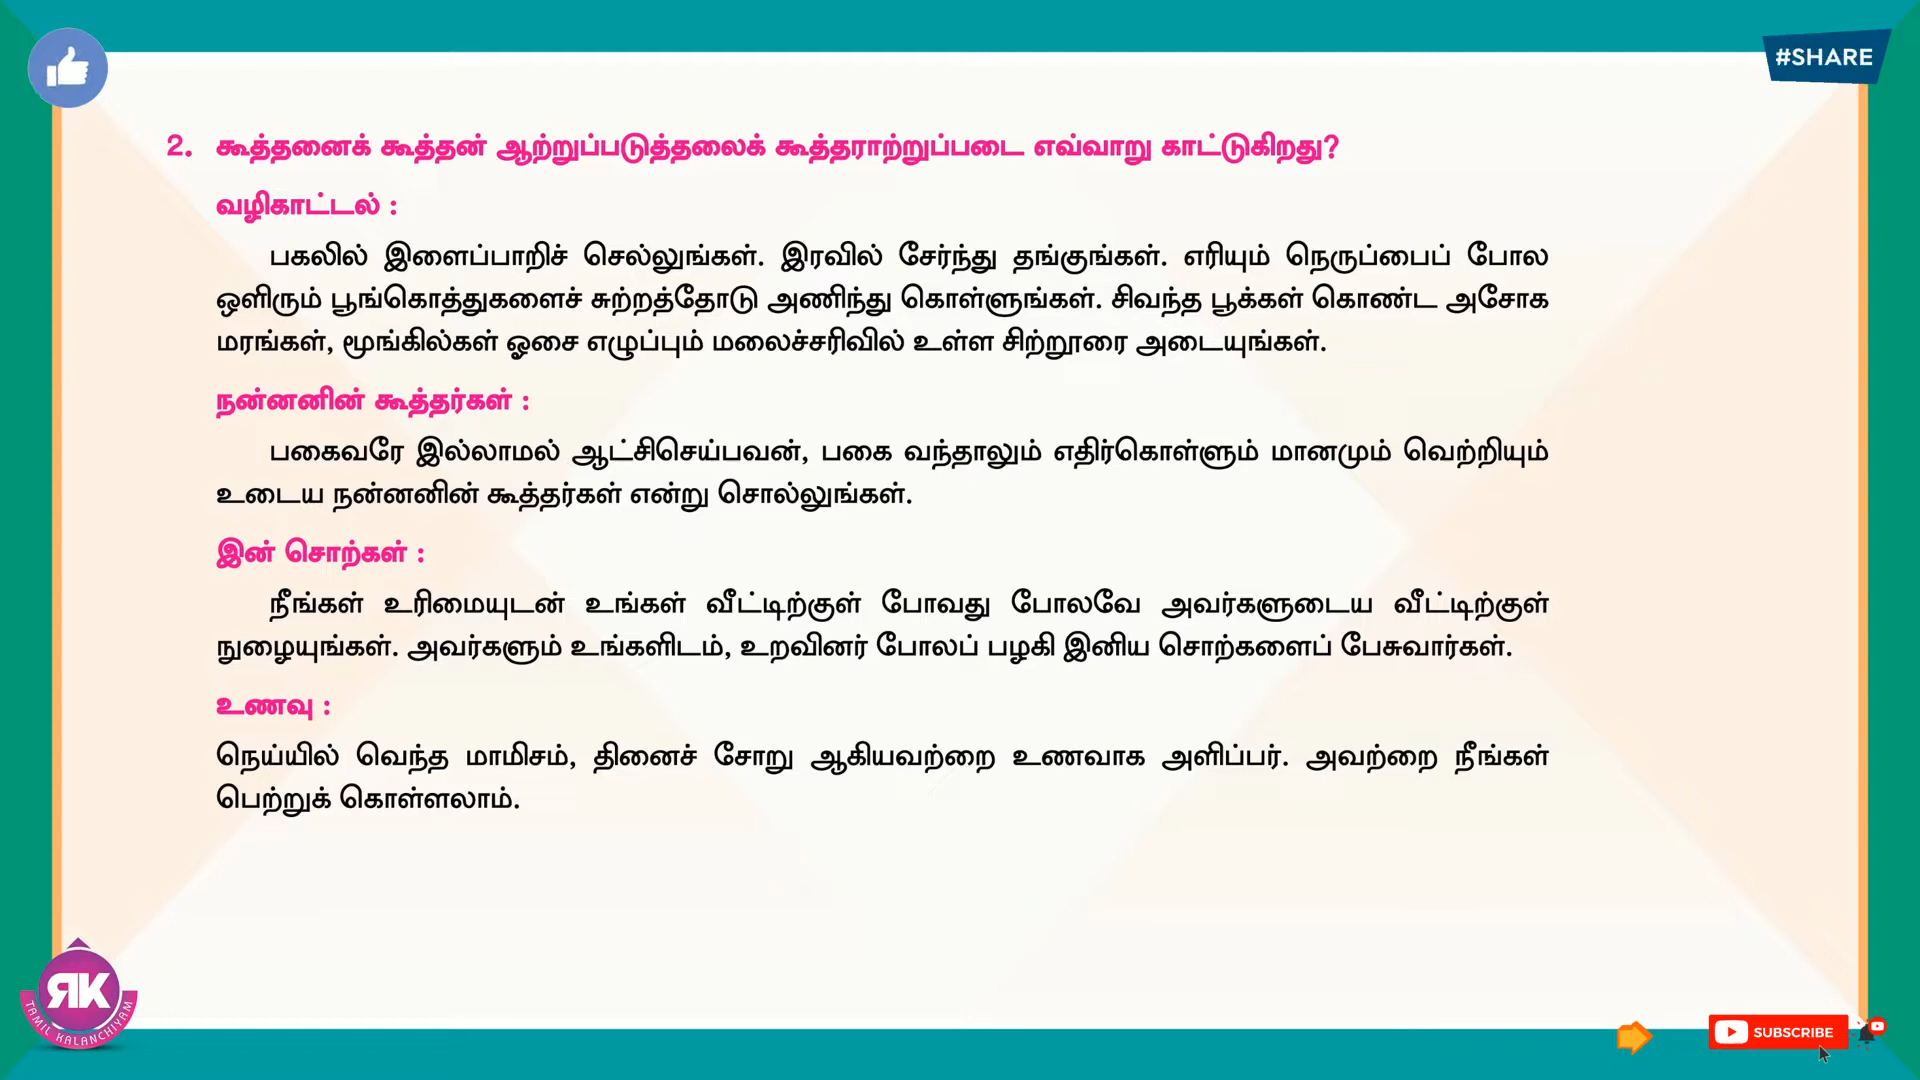 #SHARE
2. கூத்தனைக் கூத்தன் ஆற்றுப்படுத்தலைக் கூத்தராற்றுப்படை எவ்வாறு காட்டுகிறது?
வழிகாட்டல் :
பகலில் இளைப்பாறிச் செல்லுங்கள். இரவில் சேர்ந்து தங்குங்கள். எரியும் நெருப்பைப் போல
ஒளிரும் பூங்கொத்துகளைச் சுற்றத்தோடு அணிந்து கொள்ளுங்கள். சிவந்த பூக்கள் கொண்ட அசோக
மரங்கள், மூங்கில்கள் ஓசை எழுப்பும் மலைச்சரிவில் உள்ள சிற்றூரை அடையுங்கள்.
நன்னனின் கூத்தர்கள் :
பகைவரே இல்லாமல் ஆட்சிசெய்பவன், பகை வந்தாலும் எதிர்கொள்ளும் மானமும் வெற்றியும்
உடைய நன்னனின் கூத்தர்கள் என்று சொல்லுங்கள்.
இன் சொற்கள் :
நீங்கள் உரிமையுடன் உங்கள் வீட்டிற்குள் போவது போலவே அவர்களுடைய வீட்டிற்குள்
நுழையுங்கள். அவர்களும் உங்களிடம், உறவினர் போலப் பழகி இனிய சொற்களைப் பேசுவார்கள்.
உணவு :
நெய்யில் வெந்த மாமிசம், தினைச் சோறு ஆகியவற்றை உணவாக அளிப்பர். அவற்றை நீங்கள்
பெற்றுக் கொள்ளலாம்.
RK
TAMIL KALANCHIYAM
SUBSCRIBE